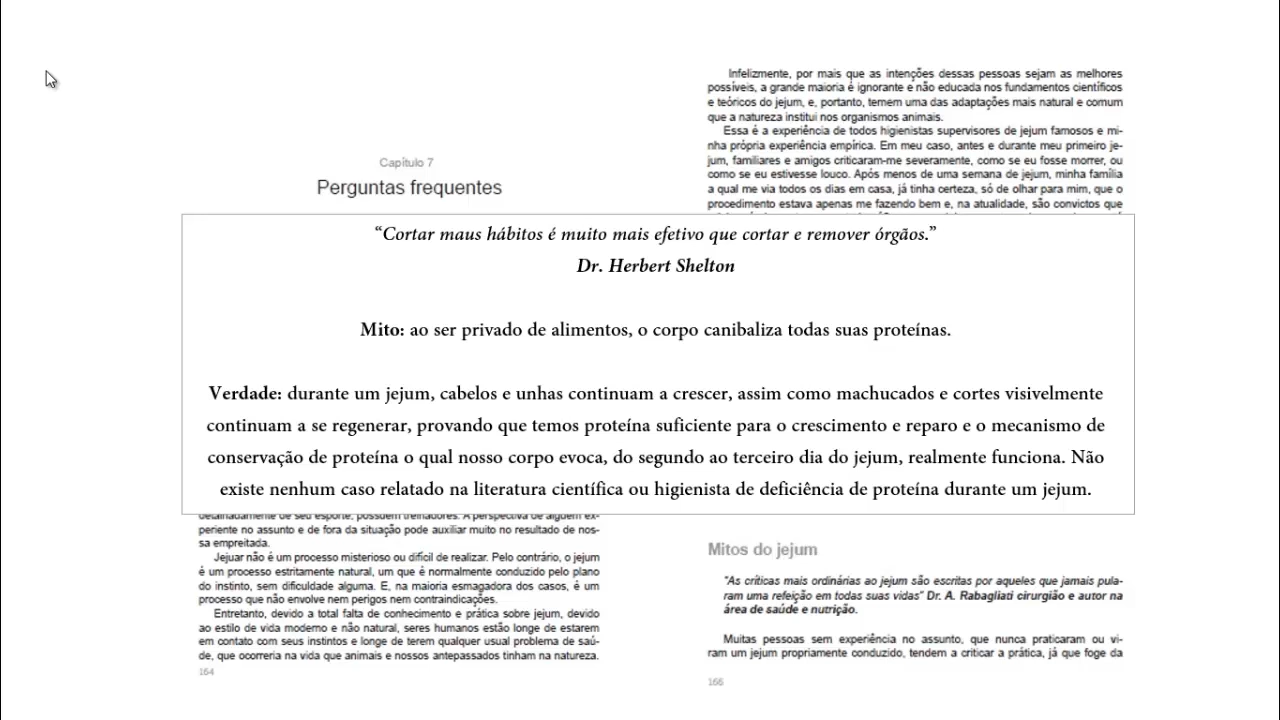 Capítulo 7
Perguntas frequentes
Infelizmente, por mais que as intenções dessas pessoas sejam as melhores
possíveis, a grande maioria é ignorante e não educada nos fundamentos científicos
e teóricos do jejum, e, portanto, temem uma das adaptações mais natural e comum
que a natureza institui nos organismos animais.
Essa é a experiência de todos higienistas supervisores de jejum famosos e mi-
nha própria experiência empírica. Em meu caso, antes e durante meu primeiro je-
jum, familiares e amigos criticaram-me severamente, como se eu fosse morrer, ou
como se eu estivesse louco. Após menos de uma semana de jejum, minha família
a qual me via todos os dias em casa, já tinha certeza, só de olhar para mim, que o
procedimento estava apenas me fazendo bem e, na atualidade, são convictos que
“Cortar maus hábitos é muito mais efetivo que cortar e remover órgãos.”
Dr. Herbert Shelton
Mito: ao ser privado de alimentos, o corpo canibaliza todas suas proteínas.
Verdade: durante um jejum, cabelos e unhas continuam a crescer, assim como machucados e cortes visivelmente
continuam a se regenerar, provando que temos proteína suficiente para o crescimento e reparo e o mecanismo de
conservação de proteína o qual nosso corpo evoca, do segundo ao terceiro dia do jejum, realmente funciona. Não
existe nenhum caso relatado na literatura científica ou higienista de deficiência de proteína durante um jejum.
detalhadamente de seu esporte, possuem treinadores. A perspectiva de alguém ex-
periente no assunto e de fora da situação pode auxiliar muito no resultado de nos-
sa empreitada.
Jejuar não é um processo misterioso ou difícil de realizar. Pelo contrário, o jejum
é um processo estritamente natural, um que é normalmente conduzido pelo plano
do instinto, sem dificuldade alguma. E, na maioria esmagadora dos casos, é um
processo que não envolve nem perigos nem contraindicações.
Entretanto, devido a total falta de conhecimento e prática sobre jejum, devido
ao estilo de vida moderno e não natural, seres humanos estão longe de estarem
em contato com seus instintos e longe de terem qualquer usual problema de saú-
de, que ocorreria na vida que animais e nossos antepassados tinham na natureza.
164
Mitos do jejum
“As críticas mais ordinárias ao jejum são escritas por aqueles que jamais pula-
ram uma refeição em todas suas vidas” Dr. A. Rabagliati cirurgião e autor na
área de saúde e nutrição.
Muitas pessoas sem experiência no assunto, que nunca praticaram ou vi-
ram um jejum propriamente conduzido, tendem a criticar a prática, já que foge da
166